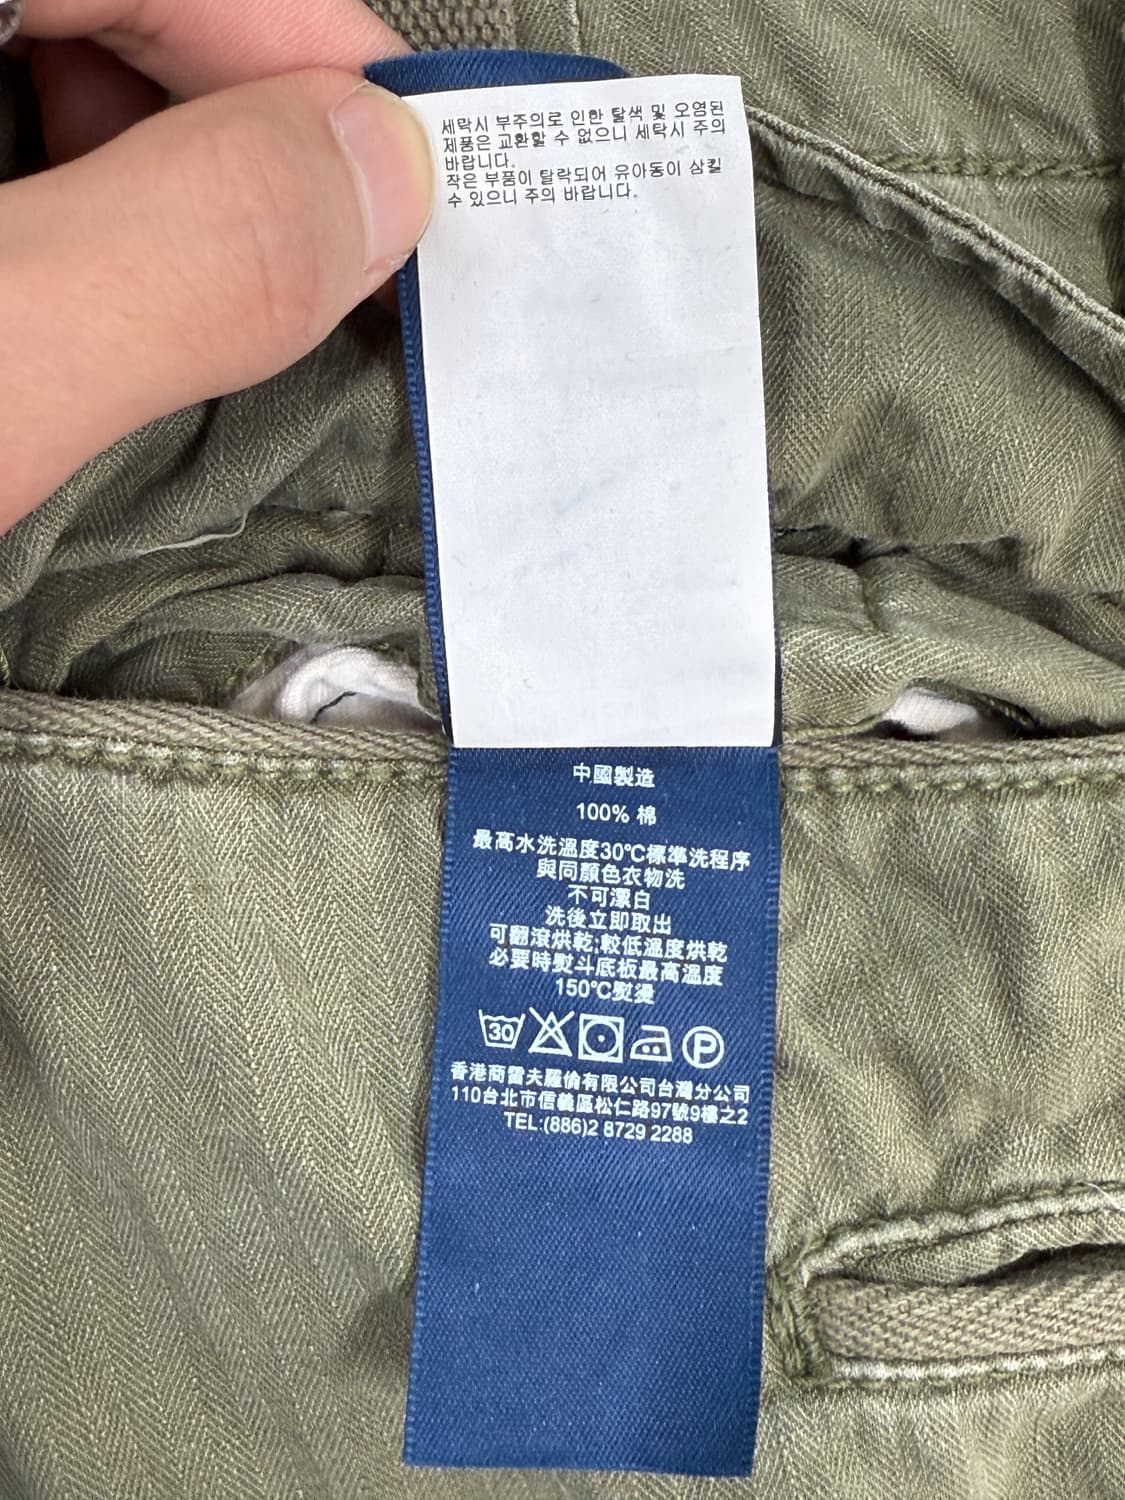 세탁시 부주의로 인한 탈색 및 오염된
제품은 교환할 수 없으니 세탁시 주의
바랍니다.
작은 부품이 탈락되어 유아동이 삼킬
수 있으니 주의 바랍니다.
中國製造
100% 棉
最高水洗溫度30℃標準洗程序
與同顏色衣物洗
不可漂白
洗後立即取出
可翻滾烘乾;較低溫度烘乾
必要時熨斗底板最高溫度
150℃熨燙
30 P
香港商雷夫羅倫有限公司台灣分公司
110台北市信義區松仁路97號9樓之2
TEL:(886)2 8729 2288